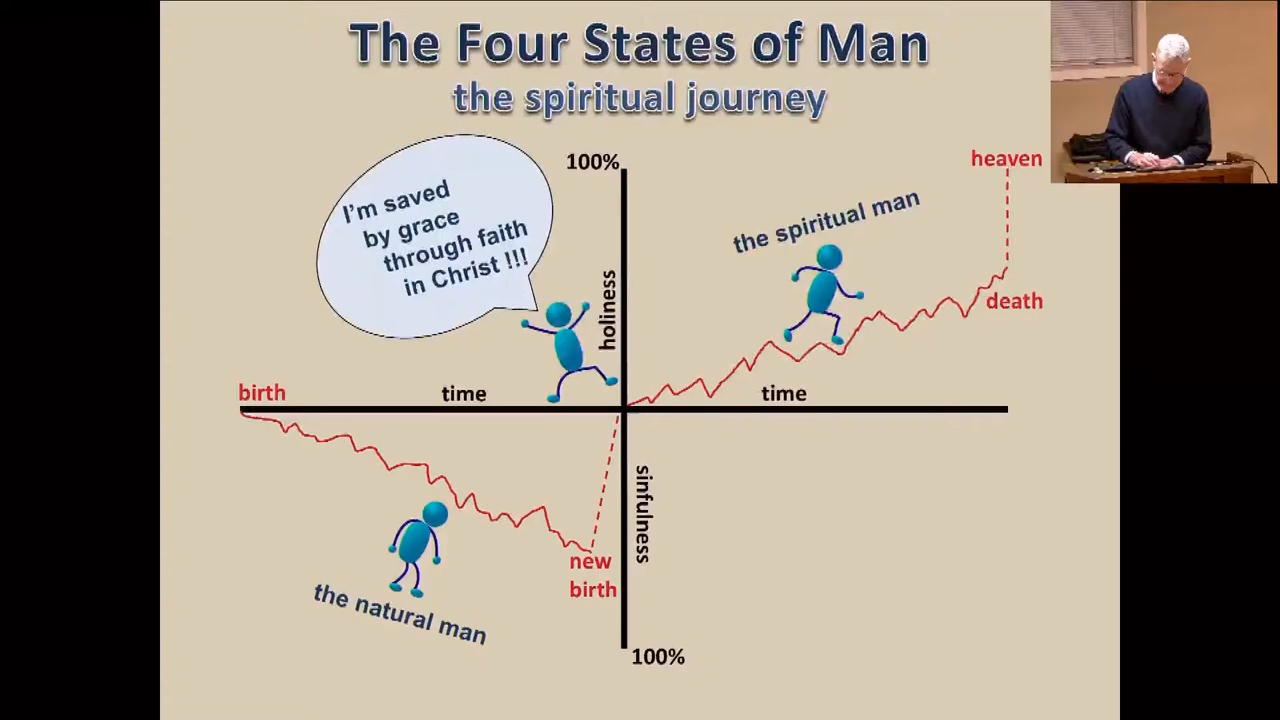 The Four States of Man
the spiritual journey
I'm saved
by grace
through faith
in Christ !!!
100%
heaven
the spiritual man
holiness
death
birth
time
time
sinfulness
new
birth
the natural man
100%